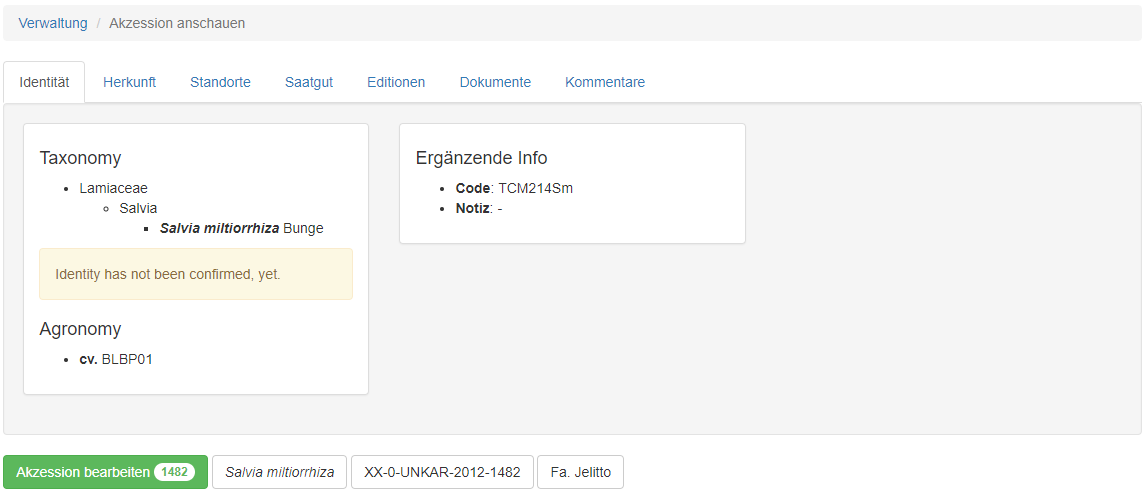 Verwaltung / Akzession anschauen
Identität Herkunft Standorte Saatgut Editionen Dokumente Kommentare
Taxonomy
Lamiaceae
Salvia
Salvia miltiorrhiza Bunge
Identity has not been confirmed, yet.
Agronomy
cv. BLBP01
Ergänzende Info
Code: TCM214Sm
Notiz: -
Akzession bearbeiten 1482 Salvia miltiorrhiza XX-0-UNKAR-2012-1482 Fa. Jelitto